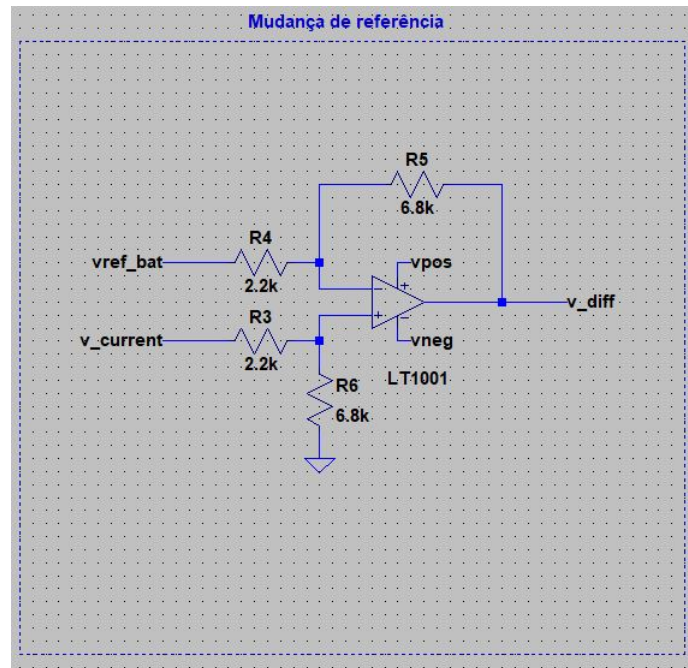 Mudança de referência
R5
6.8k
R4
vref_bat
2.2k
vpos
v_diff
R3
v_current
2.2k
vneg
LT1001
R6
6.8k